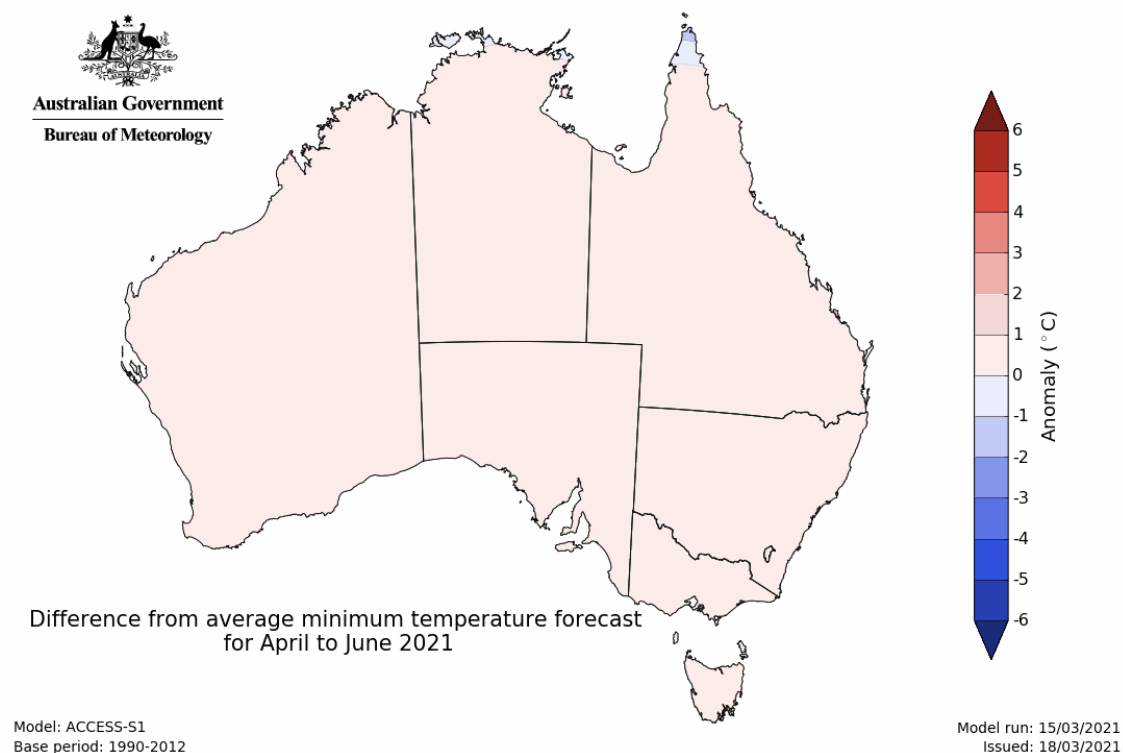 Australian Government
Bureau of Meteorology
6
5
4
3
2
1
0
-1
-2
-3
-4
-5
-6
Anomaly (°C)
Difference from average minimum temperature forecast
for April to June 2021
Model: ACCESS-S1
Base period: 1990-2012
Model run: 15/03/2021
Issued: 18/03/2021